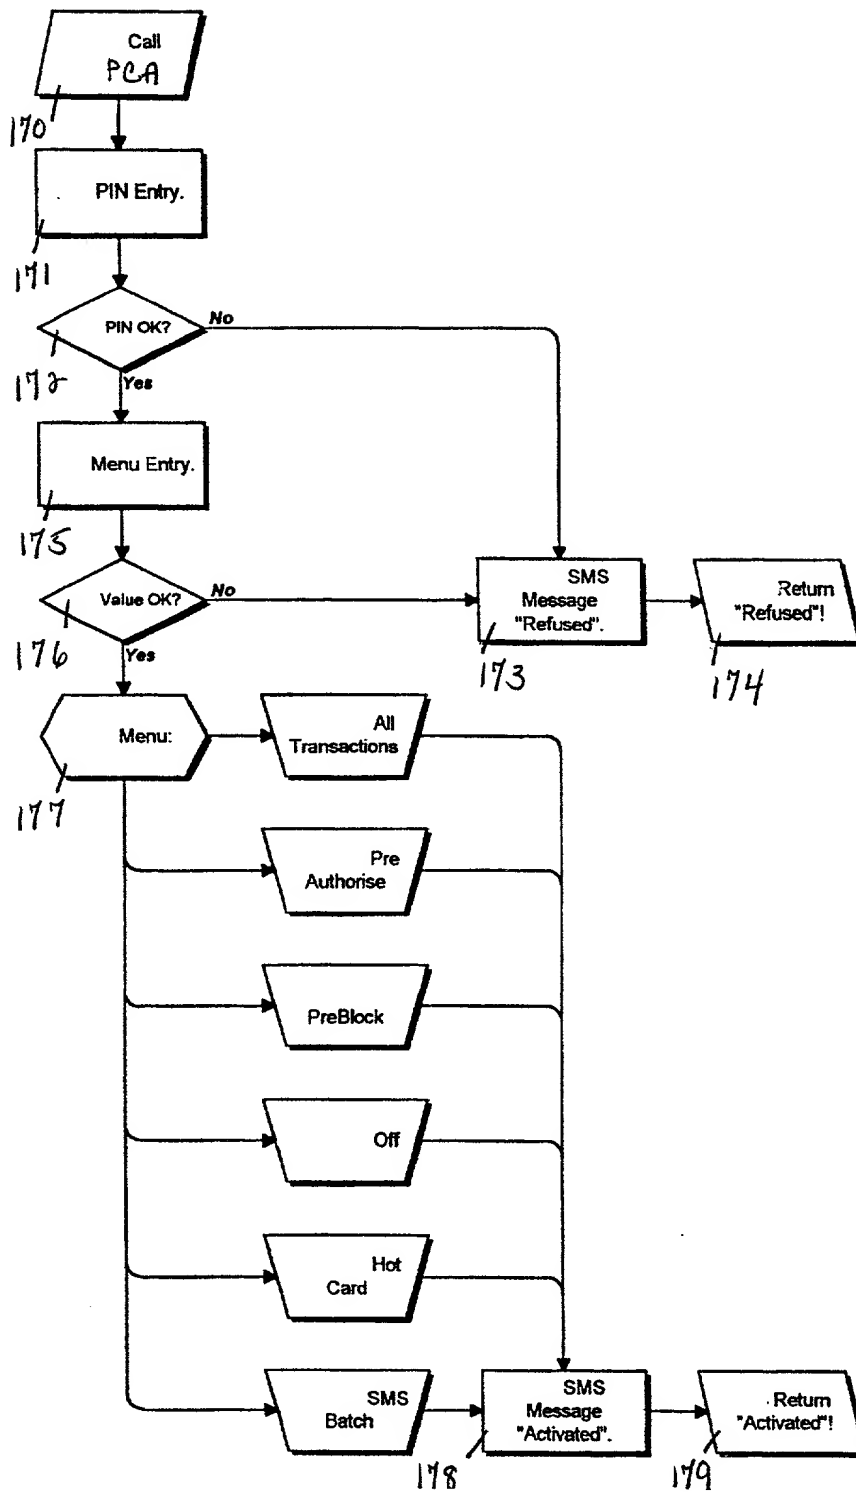 Call
PCA
170
PIN Entry.
171
PIN OK?
No
172
Yes
Menu Entry.
175
Value OK?
No
176
Yes
SMS
Message
"Refused".
173
Return
"Refused"!
174
Menu:
177
All
Transactions
Pre
Authorise
PreBlock
Off
Hot
Card
SMS
Batch
SMS
Message
"Activated".
178
Return
"Activated"!
179